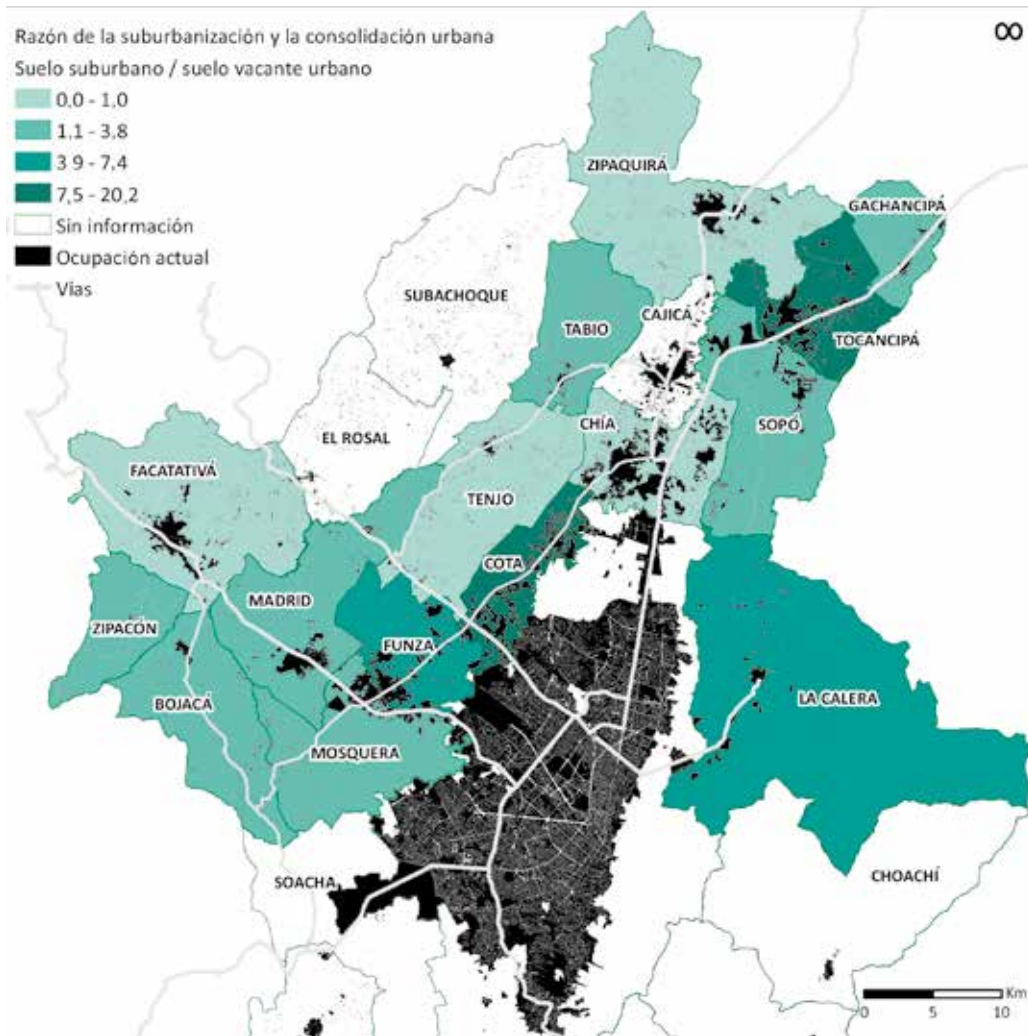 Razón de la suburbanización y la consolidación urbana
Suelo suburbano / suelo vacante urbano
0,0 - 1,0
1,1 - 3,8
3 9 - 7,4
7,5 - 20,2
Sin información
Ocupación actual
Vías
∞
ZIPAQUIRÁ
GACHANCIPÁ
SUBACHOQUE
CAJICÁ
TABIO
TOCANCIPÁ
CHÍA
SOPÓ
EL ROSAL
FACATATIVÁ
TENJO
COTA
MADRID
ZIPACÓN
FUNZA
BOJACÁ
LA CALERA
MOSQUERA
SOACHA
CHOACHÍ
Km
0 5 10